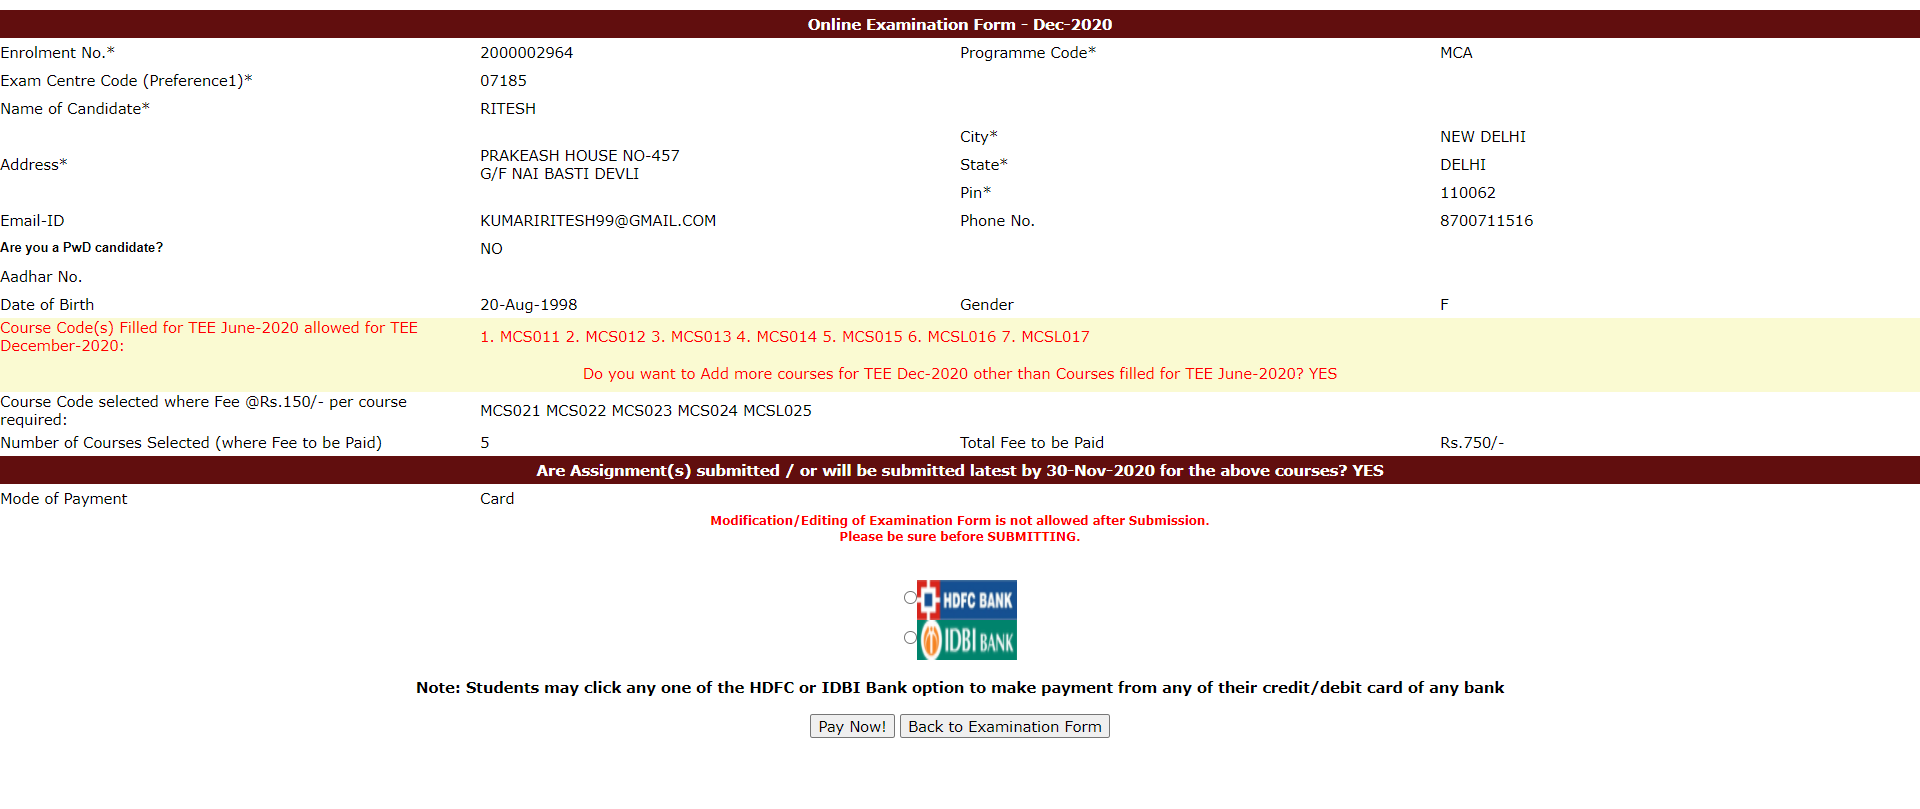 Online Examination Form - Dec-2020
Enrolment No.* 2000002964 Programme Code* MCA
Exam Centre Code (Preference1)* 07185
Name of Candidate* RITESH
City* NEW DELHI
Address* PRAKEASH HOUSE NO-457
G/F NAI BASTI DEVLI
State* DELHI
Pin* 110062
Email-ID KUMARIRITESH99@GMAIL.COM Phone No. 8700711516
Are you a PwD candidate? NO
Aadhar No.
Date of Birth 20-Aug-1998 Gender F
Course Code(s) Filled for TEE June-2020 allowed for TEE
December-2020:
1. MCS011 2. MCS012 3. MCS013 4. MCS014 5. MCS015 6. MCSL016 7. MCSL017
Do you want to Add more courses for TEE Dec-2020 other than Courses filled for TEE June-2020? YES
Course Code selected where Fee @Rs.150/- per course
required:
MCS021 MCS022 MCS023 MCS024 MCSL025
Number of Courses Selected (where Fee to be Paid) 5 Total Fee to be Paid Rs.750/-
Are Assignment(s) submitted / or will be submitted latest by 30-Nov-2020 for the above courses? YES
Mode of Payment Card
Modification/Editing of Examination Form is not allowed after Submission.
Please be sure before SUBMITTING.
HDFC BANK
IDBI BANK
Note: Students may click any one of the HDFC or IDBI Bank option to make payment from any of their credit/debit card of any bank
Pay Now! Back to Examination Form